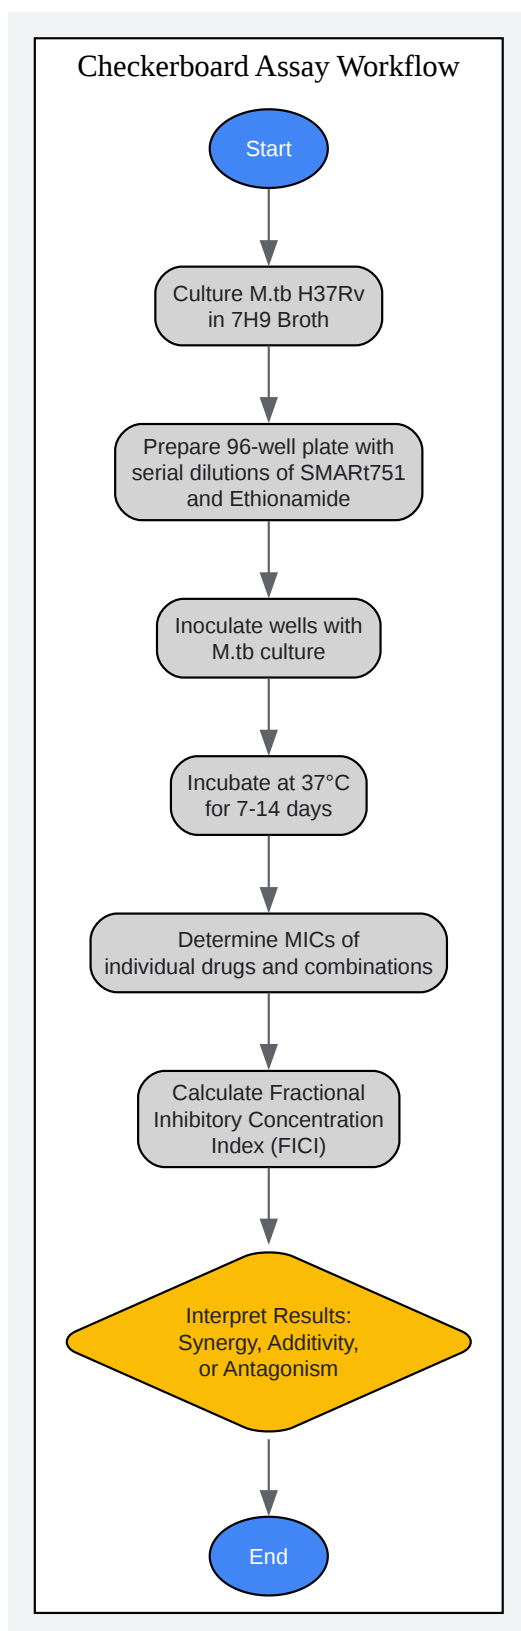 Checkerboard Assay Workflow
Start
Culture M.tb H37Rv
in 7H9 Broth
Prepare 96-well plate with
serial dilutions of SMARt751
and Ethionamide
Inoculate wells with
M.tb culture
Incubate at 37°C
for 7-14 days
Determine MICs of
individual drugs and combinations
Calculate Fractional
Inhibitory Concentration
Index (FICI)
Interpret Results:
Synergy, Additivity,
or Antagonism
End